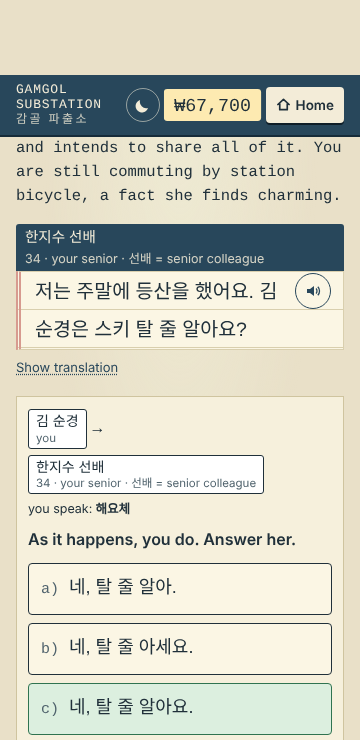 GAMGOL
SUBSTATION
감골 파출소
₩67,700
Home
and intends to share all of it. You
are still commuting by station
bicycle, a fact she finds charming.
한지수 선배
34 · your senior · 선배 = senior colleague
저는 주말에 등산을 했어요. 김
순경은 스키 탈 줄 알아요?
Show translation
김 순경
you
→
한지수 선배
34 · your senior · 선배 = senior colleague
you speak: 해요체
As it happens, you do. Answer her.
a) 네, 탈 줄 알아.
b) 네, 탈 줄 아세요.
c) 네, 탈 줄 알아요.